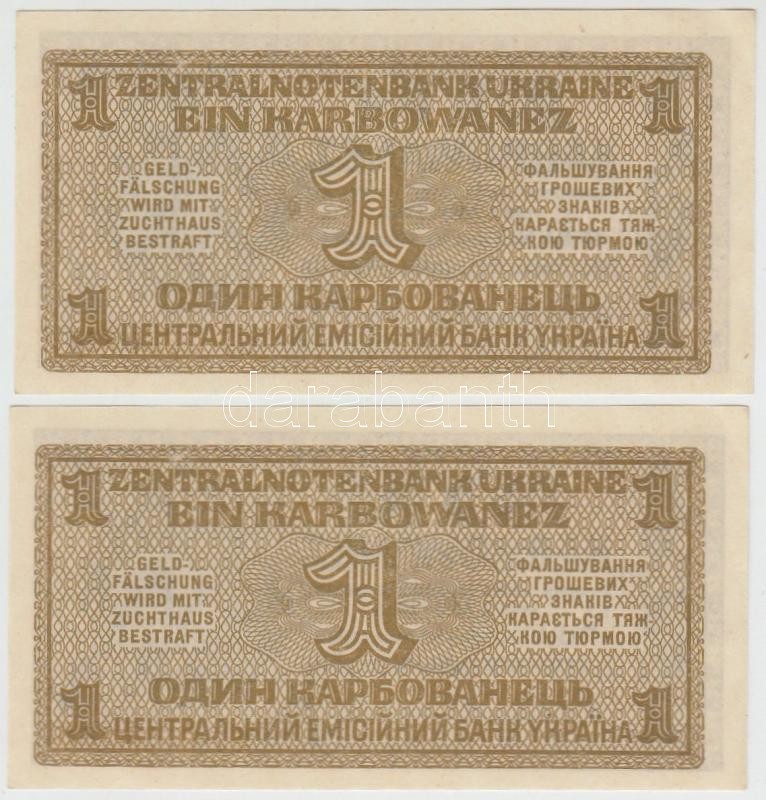 1 ZENTRALNOTENBANK UKRAINE 1
EIN KARBOWANEZ
GELD-
FÄLSCHUNG
WIRD MIT
ZUCHTHAUS
BESTRAFT
1
ФАЛЬШУВАННЯ
ГРОШЕВИХ
ЗНАКІВ
КАРАЄТЬСЯ ТЯЖ-
КОЮ ТЮРМОЮ
ОДИН КАРБОВАНЕЦЬ
1 ЦЕНТРАЛЬНИЙ ЕМІСІЙНИЙ БАНК УКРАЇНА 1
darabanth
1 ZENTRALNOTENBANK UKRAINE 1
EIN KARBOWANEZ
GELD-
FÄLSCHUNG
WIRD MIT
ZUCHTHAUS
BESTRAFT
1
ФАЛЬШУВАННЯ
ГРОШЕВИХ
ЗНАКІВ
КАРАЄТЬСЯ ТЯЖ-
КОЮ ТЮРМОЮ
ОДИН КАРБОВАНЕЦЬ
1 ЦЕНТРАЛЬНИЙ ЕМІСІЙНИЙ БАНК УКРАЇНА 1